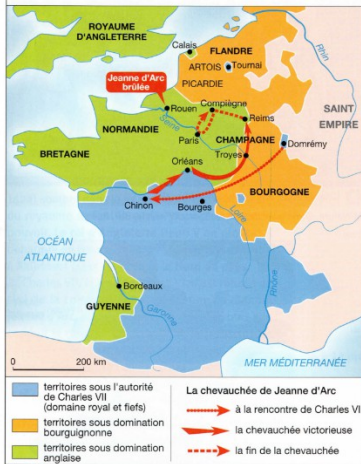 ROYAUME
D'ANGLETERRE
Calais
FLANDRE
Rhin
ARTOIS
Tournai
PICARDIE
Jeanne d'Arc
brûlée
Rouen
Compiègne
Reims
SAINT
EMPIRE
NORMANDIE
Seine
Paris
CHAMPAGNE
Domrémy
BRETAGNE
Troyes
Orléans
BOURGOGNE
Chinon
Bourges
Loire
OCÉAN
ATLANTIQUE
Rhône
Bordeaux
GUYENNE
Garonne
0 200 km
MER MÉDITERRANÉE
territoires sous l'autorité
de Charles VII
(domaine royal et fiefs)
territoires sous domination
bourguignonne
territoires sous domination
anglaise
La chevauchée de Jeanne d'Arc
à la rencontre de Charles VII
la chevauchée victorieuse
la fin de la chevauchée